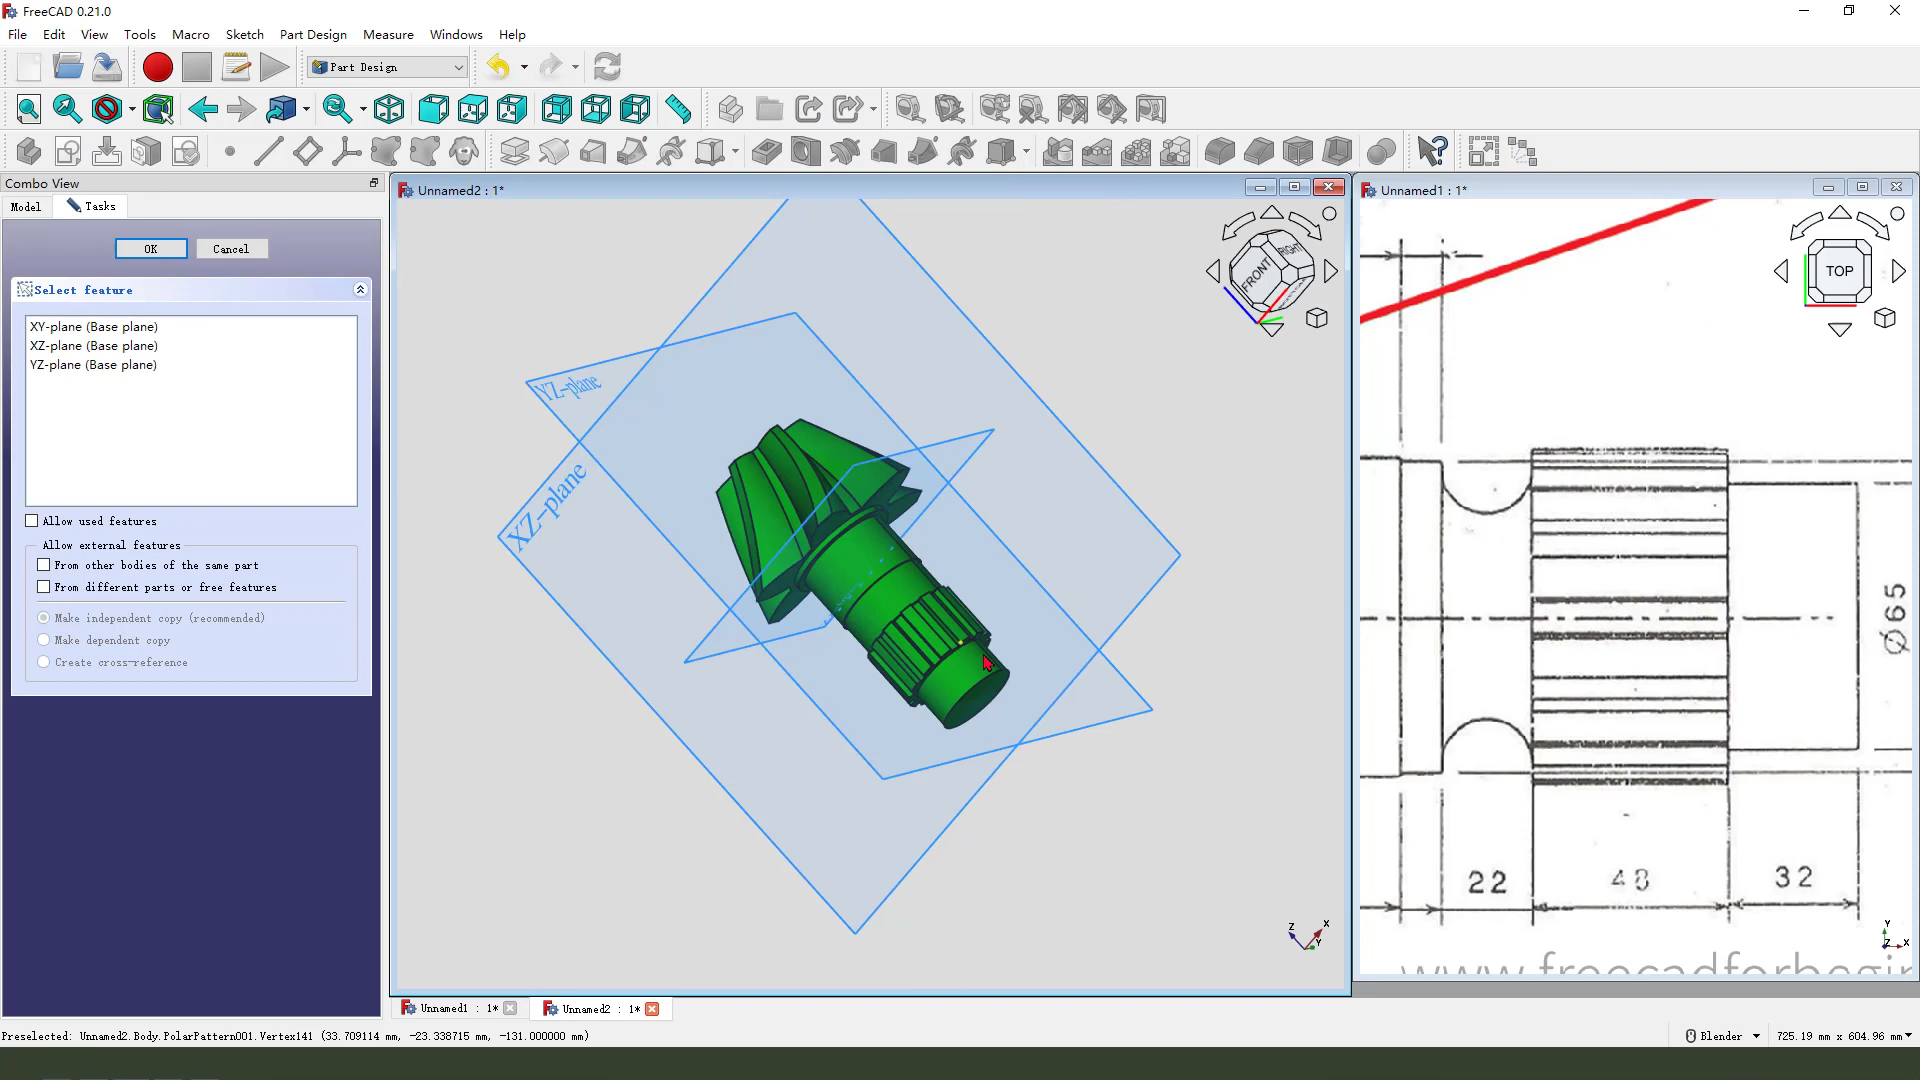 FreeCAD 0.21.0
File Edit View Tools Macro Sketch Part Design Measure Windows Help
Part Design
Combo View
Model Tasks
OK Cancel
Select feature
XY-plane (Base plane)
XZ-plane (Base plane)
YZ-plane (Base plane)
Allow used features
Allow external features
From other bodies of the same part
From different parts or free features
Make independent copy (recommended)
Make dependent copy
Create cross-reference
Unnamed2 : 1*
FRONT
RIGHT
YZ-plane
XZ-plane
Z X
Y
Unnamed1 : 1*
TOP
Ø65
22 48 32
Y
Z X
www.freecadforbegin
Unnamed1 : 1* Unnamed2 : 1*
Preselected: Unnamed2.Body.PolarPattern001.Vertex141 (33.709114 mm, -23.338715 mm, -131.000000 mm)
Blender 725.19 mm x 604.96 mm